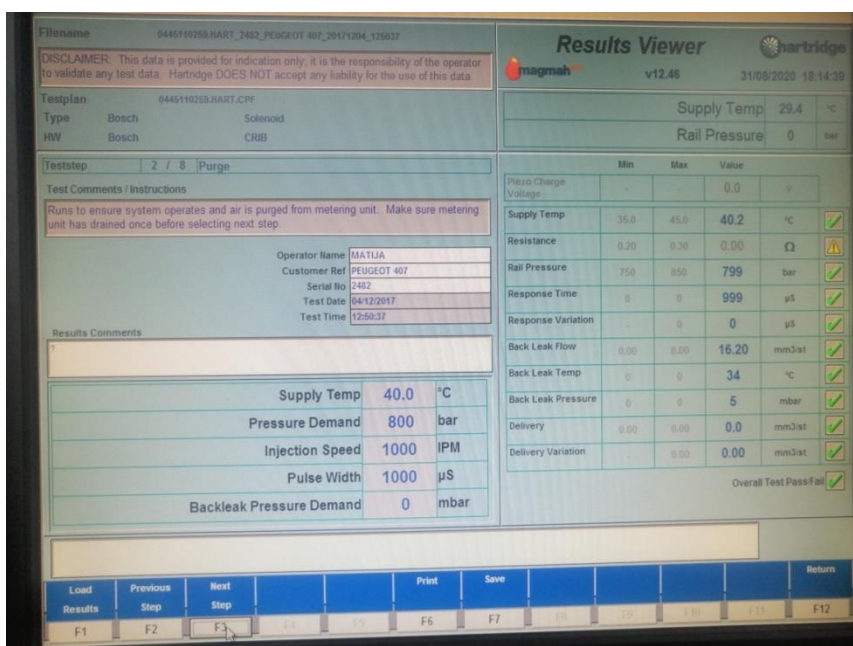 Filename 0445110259.HART_2482_PEUGEOT 407_20171204_125037
DISCLAIMER: This data is provided for indication only, it is the responsibility of the operator
to validate any test data. Hartridge DOES NOT accept any liability for the use of this data.
Results Viewer
hartridge
magmah
v12.46 31/08/2020 18:14:39
Testplan 0445110259.HART.CPF
Type Bosch Solenoid
HW Bosch CRIB
Supply Temp 29.4 °C
Rail Pressure 0 bar
Teststep 2 / 8 Purge
Test Comments / Instructions
Runs to ensure system operates and air is purged from metering unit. Make sure metering
unit has drained once before selecting next step.
Operator Name MATIJA
Customer Ref PEUGEOT 407
Serial No 2482
Test Date 04/12/2017
Test Time 12:50:37
Results Comments
?
Supply Temp 40.0 °C
Pressure Demand 800 bar
Injection Speed 1000 IPM
Pulse Width 1000 µS
Backleak Pressure Demand 0 mbar
Min Max Value
Piezo Charge
Voltage - - 0.0 V
Supply Temp 35.0 45.0 40.2 °C
Resistance 0.20 0.30 0.00 Ω
Rail Pressure 750 850 799 bar
Response Time 0 0 999 µS
Response Variation - 0 0 µS
Back Leak Flow 0.00 0.00 16.20 mm3/st
Back Leak Temp 0 0 34 °C
Back Leak Pressure 0 0 5 mbar
Delivery 0.00 0.00 0.0 mm3/st
Delivery Variation - 0.00 0.00 mm3/st
Overall Test Pass/Fail
Load
Results
Previous
Step
Next
Step
Print
Save
Return
F1 F2 F3 F4 F5 F6 F7 F8 F9 F10 F11 F12